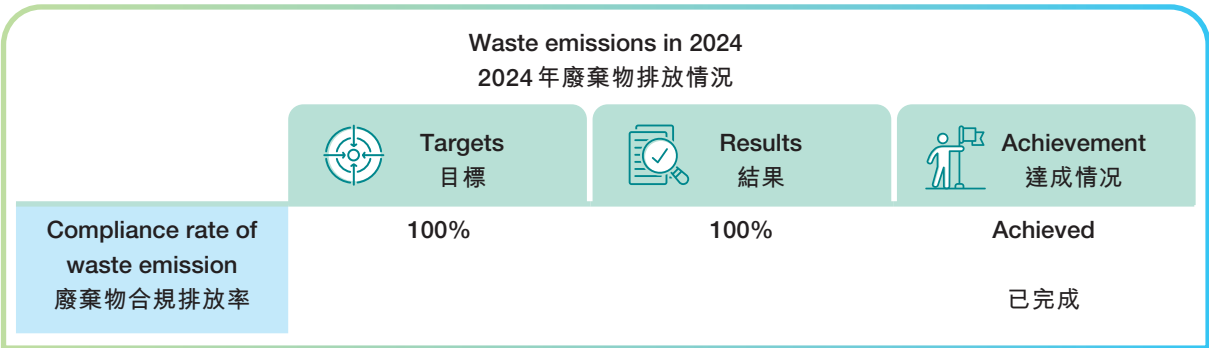 Waste emissions in 2024
2024年廢棄物排放情況
Targets
目標
Results
結果
Achievement
達成情况
Compliance rate of
waste emission
廢棄物合規排放率
100%
100%
Achieved
已完成